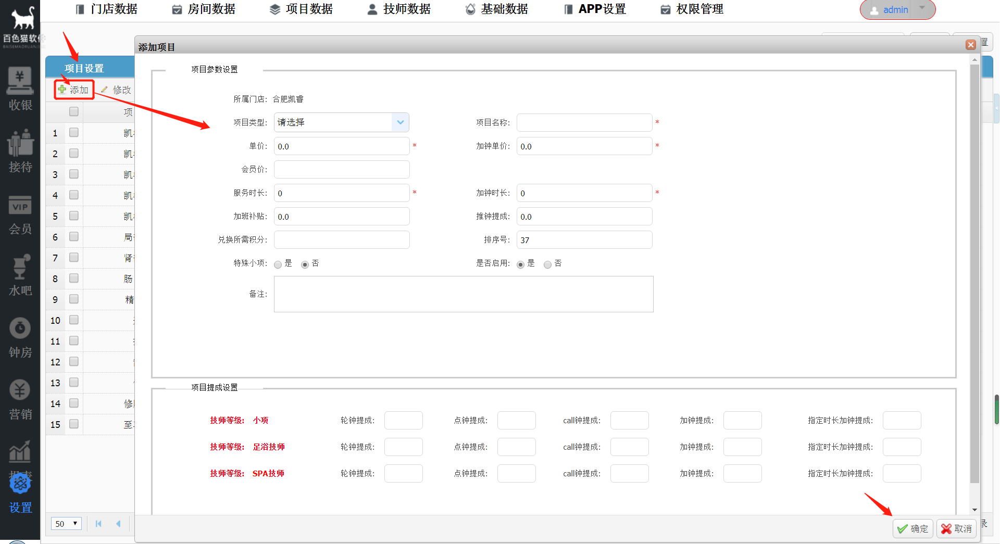 门店数据 房间数据 项目数据 技师数据 基础数据 APP设置 权限管理 admin
百色猫软件
收银
接待
VIP
会员
水吧
钟房
营销
报表
设置
项目设置
添加 修改
项
1 凯
2 凯
3 凯
4 凯
5 凯
6 局
7 肾
8 肠
9 精
10
11
12
13
14 修
15 至
50
置
录
添加项目
项目参数设置
所属门店: 合肥凯睿
项目类型: 请选择 项目名称: *
单价: 0.0 * 加钟单价: 0.0 *
会员价:
服务时长: 0 * 加钟时长: 0 *
加班补贴: 0.0 推钟提成: 0.0
兑换所需积分: 排序号: 37
特殊小项: 是 否 是否启用: 是 否
备注:
项目提成设置
技师等级: 小项 轮钟提成: 点钟提成: call钟提成: 加钟提成: 指定时长加钟提成:
技师等级: 足浴技师 轮钟提成: 点钟提成: call钟提成: 加钟提成: 指定时长加钟提成:
技师等级: SPA技师 轮钟提成: 点钟提成: call钟提成: 加钟提成: 指定时长加钟提成:
确定 取消